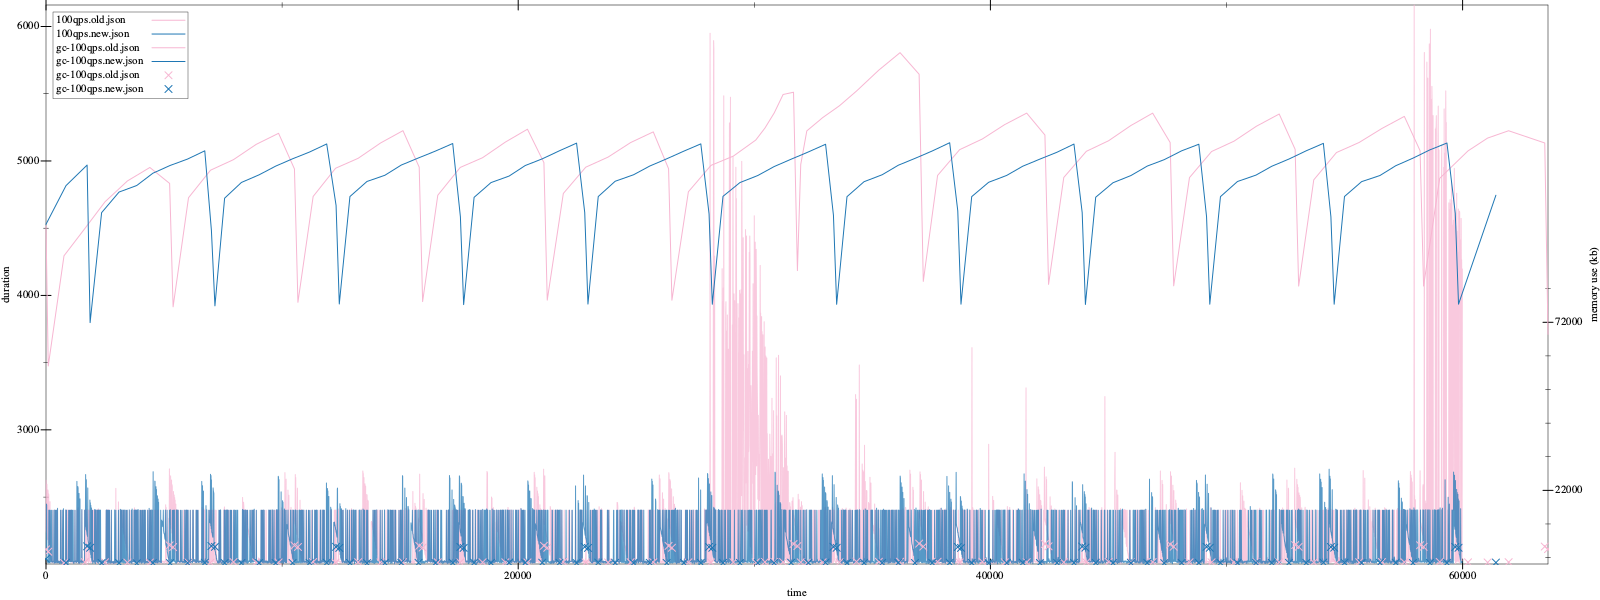 6000
5000
4000
3000
duration
100qps.old.json
100qps.new.json
gc-100qps.old.json
gc-100qps.new.json
gc-100qps.old.json
gc-100qps.new.json
72000
22000
memory use (kb)
0
20000
40000
60000
time